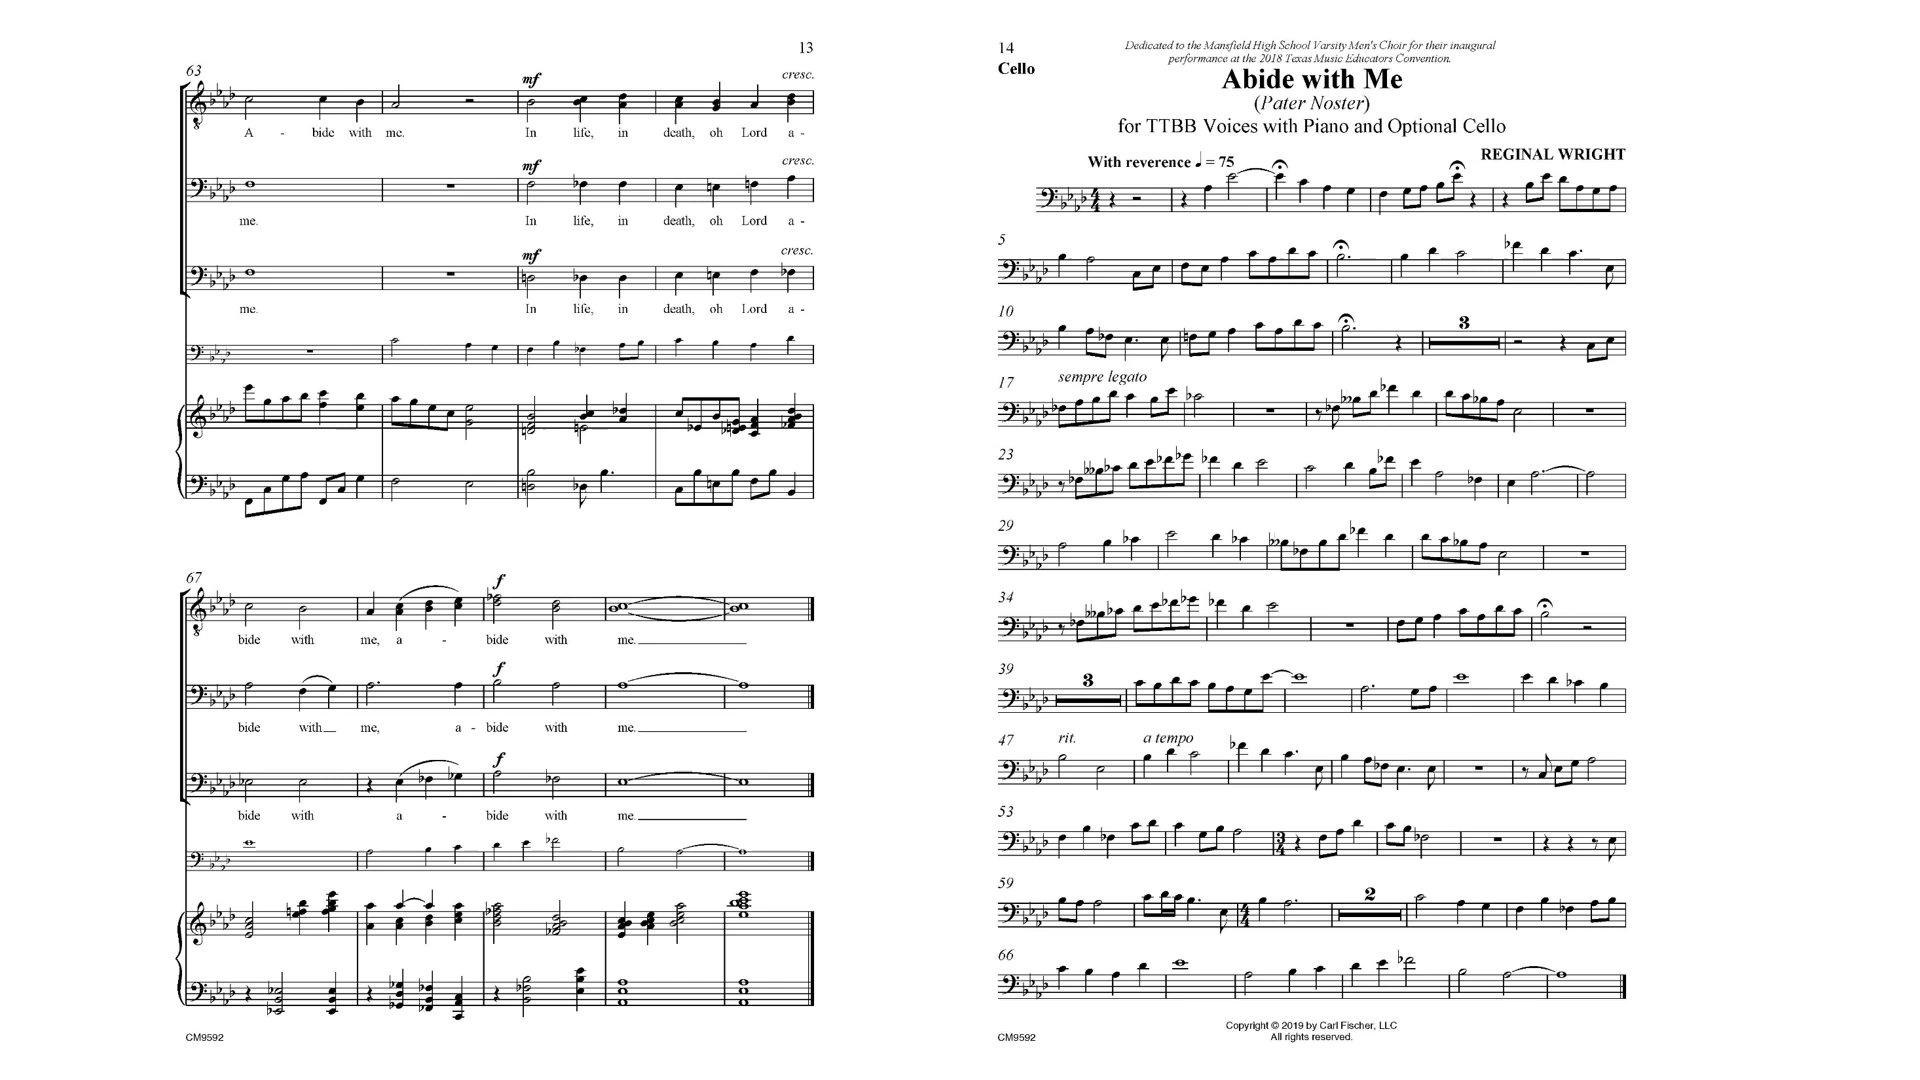 13
63
mf
cresc.
A - bide with me. In life, in death, oh Lord a -
mf
cresc.
me. In life, in death, oh Lord a -
mf
cresc.
me. In life, in death, oh Lord a -
67
f
bide with me, a - bide with me.
f
bide with me, a - bide with me.
f
bide with a - bide with me.
CM9592
14
Cello
Dedicated to the Mansfield High School Varsity Men's Choir for their inaugural
performance at the 2018 Texas Music Educators Convention.
Abide with Me
(Pater Noster)
for TTBB Voices with Piano and Optional Cello
REGINAL WRIGHT
With reverence ♩ = 75
4
4
5
10
3
17
sempre legato
23
29
34
39
3
47
rit.
a tempo
53
3
4
59
4
4
2
66
Copyright © 2019 by Carl Fischer, LLC
All rights reserved.
CM9592